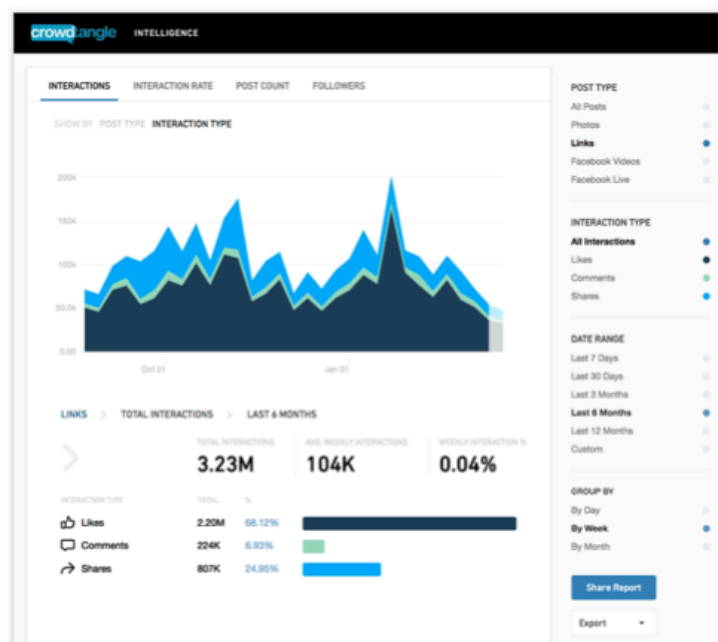 crowdtangle INTELLIGENCE
INTERACTIONS INTERACTION RATE POST COUNT FOLLOWERS
SHOW BY POST TYPE INTERACTION TYPE
200k
150k
100k
50.0k
0.00
Oct 01 Jan 01
LINKS > TOTAL INTERACTIONS > LAST 6 MONTHS
TOTAL INTERACTIONS AVG. WEEKLY INTERACTIONS WEEKLY INTERACTION %
3.23M 104K 0.04%
INTERACTION TYPE TOTAL %
Likes 2.20M 68.12%
Comments 224K 6.93%
Shares 807K 24.95%
POST TYPE
All Posts
Photos
Links
Facebook Videos
Facebook Live
INTERACTION TYPE
All Interactions
Likes
Comments
Shares
DATE RANGE
Last 7 Days
Last 30 Days
Last 3 Months
Last 6 Months
Last 12 Months
Custom
GROUP BY
By Day
By Week
By Month
Share Report
Export